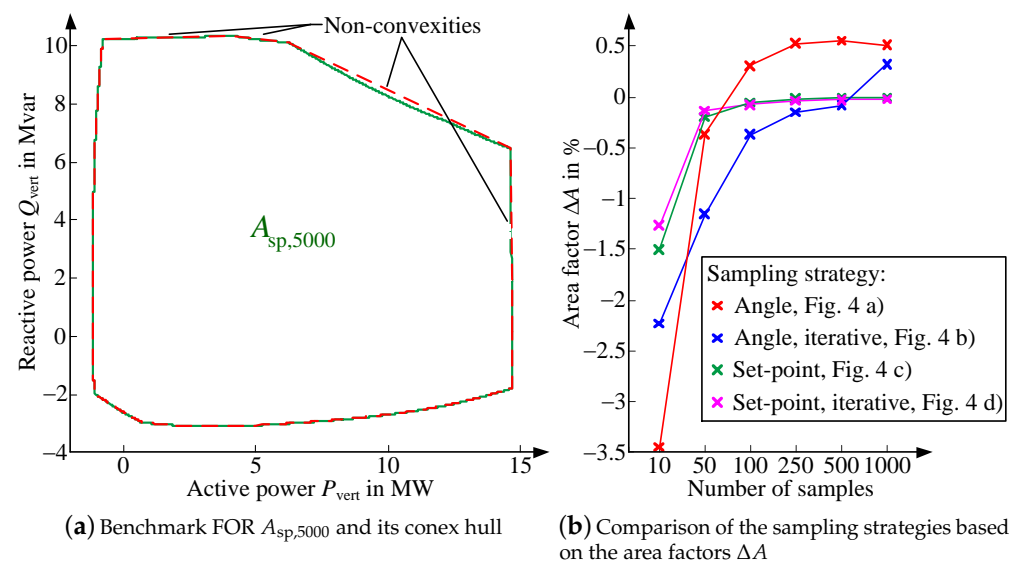 Non-convexities
Reactive power Q_vert in Mvar
10
8
6
4
2
0
−2
−4
A_sp,5000
0
5
10
15
Active power P_vert in MW
(a) Benchmark FOR A_sp,5000 and its conex hull
Area factor ΔA in %
0.5
0
−0.5
−1
−1.5
−2
−2.5
−3
−3.5
Sampling strategy:
Angle, Fig. 4 a)
Angle, iterative, Fig. 4 b)
Set-point, Fig. 4 c)
Set-point, iterative, Fig. 4 d)
10
50
100
250
500
1000
Number of samples
(b) Comparison of the sampling strategies based
on the area factors ΔA